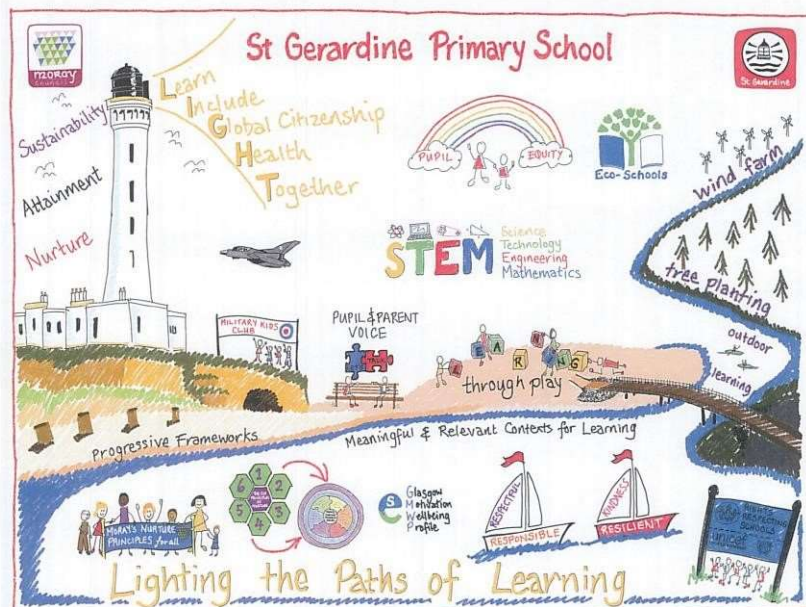 moray
council
St Gerardine Primary School
St Gerardine
Learn
Include
Global Citizenship
Health
Together
Sustainability
Attainment
Nurture
PUPIL EQUITY
Eco-Schools
wind farm
STEM
Science
Technology
Engineering
Mathematics
tree planting
MILITARY KIDS
CLUB
PUPIL & PARENT
VOICE
LEARNING
through play
outdoor
learning
Progressive Frameworks
Meaningful & Relevant Contexts for Learning
MORAY'S NURTURE
PRINCIPLES for all
1
2
3
4
5
6
Glasgow
Motivation
Wellbeing
Profile
RESPECTFUL
RESPONSIBLE
KINDNESS
RESILIENT
RIGHTS
RESPECTING
SCHOOLS
unicef
Lighting the Paths of Learning